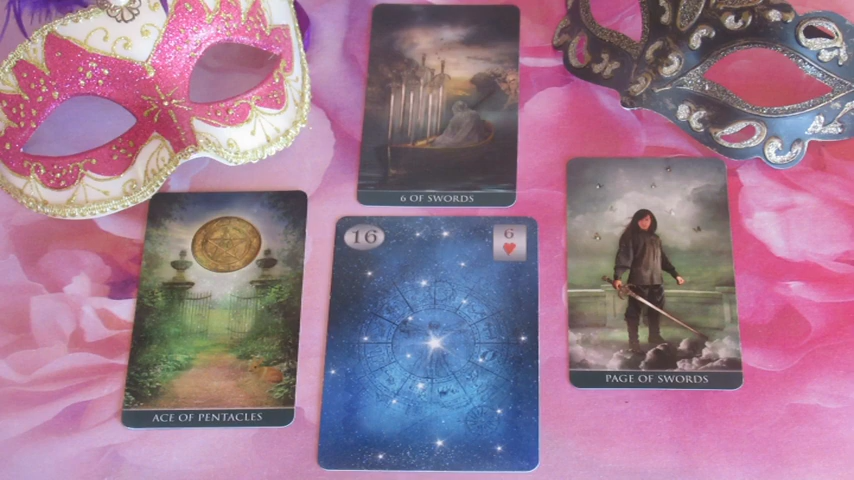 6 OF SWORDS
ACE OF PENTACLES
16
6
PAGE OF SWORDS